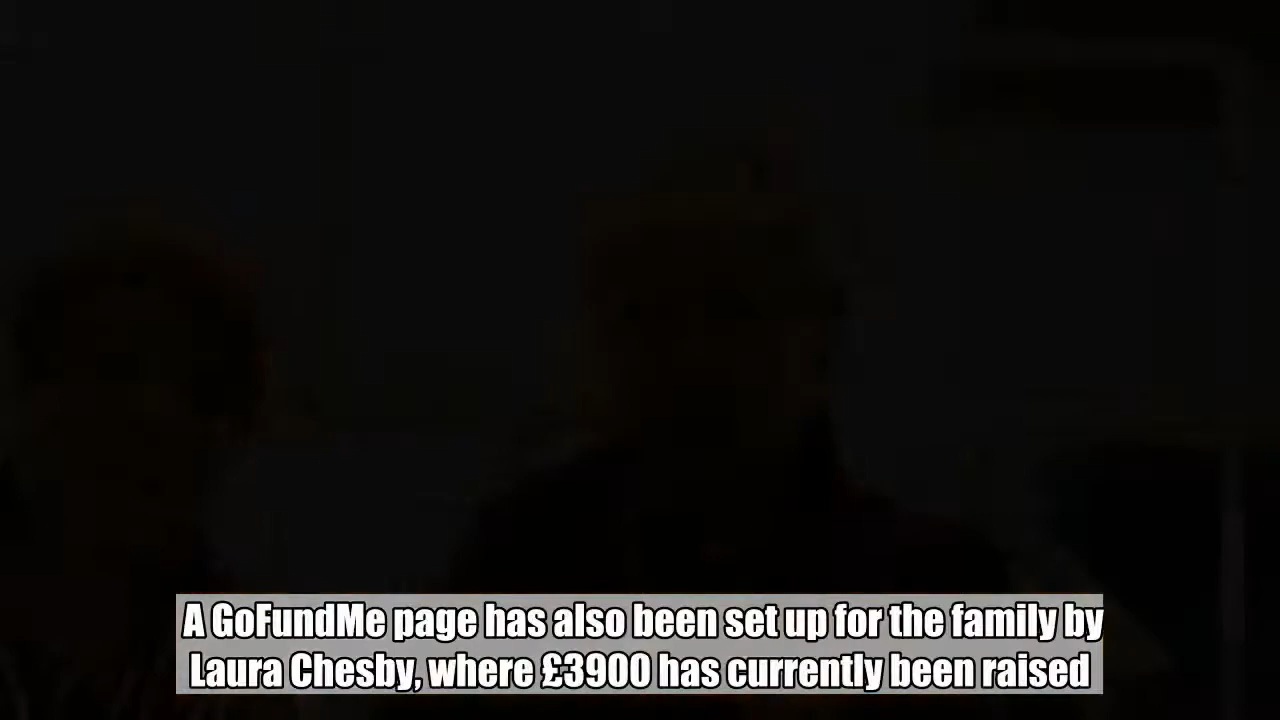 A GoFundMe page has also been set up for the family by
Laura Chesby, where £3900 has currently been raised